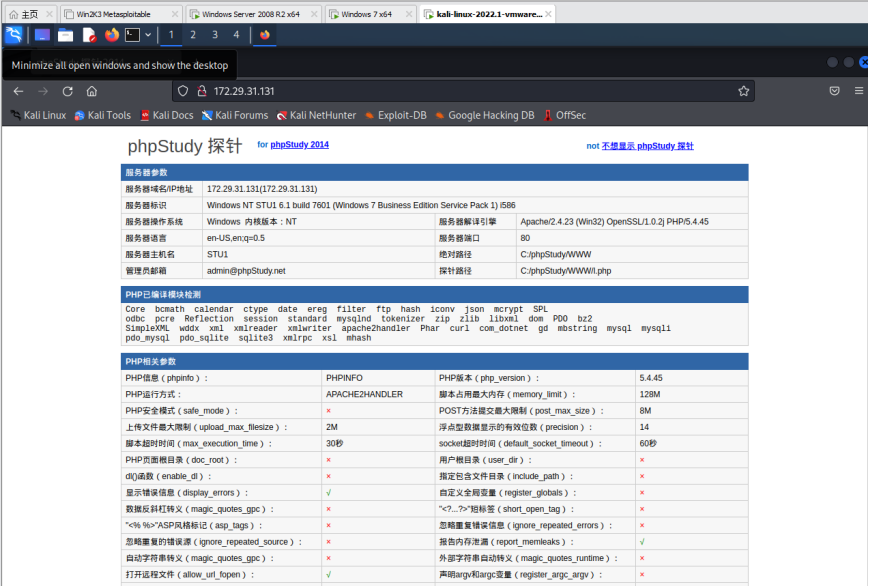 主页 Win2K3 Metasploitable Windows Server 2008 R2 x64 Windows 7 x64 kali-linux-2022.1-vmware...
1 2 3 4
Minimize all open windows and show the desktop
172.29.31.131
Kali Linux Kali Tools Kali Docs Kali Forums Kali NetHunter Exploit-DB Google Hacking DB OffSec
phpStudy 探针 for phpStudy 2014 not 不想显示 phpStudy 探针
服务器参数
服务器域名/IP地址 172.29.31.131(172.29.31.131)
服务器标识 Windows NT STU1 6.1 build 7601 (Windows 7 Business Edition Service Pack 1) i586
服务器操作系统 Windows 内核版本：NT 服务器解译引擎 Apache/2.4.23 (Win32) OpenSSL/1.0.2j PHP/5.4.45
服务器语言 en-US,en;q=0.5 服务器端口 80
服务器主机名 STU1 绝对路径 C:/phpStudy/WWW
管理员邮箱 admin@phpStudy.net 探针路径 C:/phpStudy/WWW/l.php
PHP已编译模块检测
Core bcmath calendar ctype date ereg filter ftp hash iconv json mcrypt SPL
odbc pcre Reflection session standard mysqlnd tokenizer zip zlib libxml dom PDO bz2
SimpleXML wddx xml xmlreader xmlwriter apache2handler Phar curl com_dotnet gd mbstring mysql mysqli
pdo_mysql pdo_sqlite sqlite3 xmlrpc xsl mhash
PHP相关参数
PHP信息（phpinfo）： PHPINFO PHP版本（php_version）： 5.4.45
PHP运行方式： APACHE2HANDLER 脚本占用最大内存（memory_limit）： 128M
PHP安全模式（safe_mode）： × POST方法提交最大限制（post_max_size）： 8M
上传文件最大限制（upload_max_filesize）： 2M 浮点型数据显示的有效位数（precision）： 14
脚本超时时间（max_execution_time）： 30秒 socket超时时间（default_socket_timeout）： 60秒
PHP页面根目录（doc_root）： × 用户根目录（user_dir）： ×
dl()函数（enable_dl）： × 指定包含文件目录（include_path）： ×
显示错误信息（display_errors）： √ 自定义全局变量（register_globals）： ×
数据反斜杠转义（magic_quotes_gpc）： × "<?...?>"短标签（short_open_tag）： ×
"<% %>"ASP风格标记（asp_tags）： × 忽略重复错误信息（ignore_repeated_errors）： ×
忽略重复的错误源（ignore_repeated_source）： × 报告内存泄漏（report_memleaks）： √
自动字符串转义（magic_quotes_gpc）： × 外部字符串自动转义（magic_quotes_runtime）： ×
打开远程文件（allow_url_fopen）： √ 声明argv和argc变量（register_argc_argv）： ×